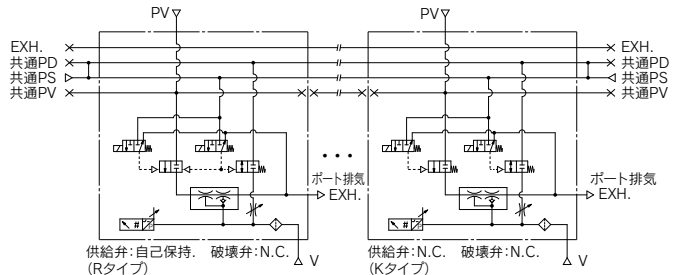 PV
PV
EXH.
EXH.
共通PD
共通PD
共通PS
共通PS
共通PV
共通PV
ポート排気
EXH.
ポート排気
EXH.
#
#
供給弁:自己保持.
(Rタイプ)
破壊弁:N.C.
V
供給弁:N.C.
(Kタイプ)
破壊弁:N.C.
V